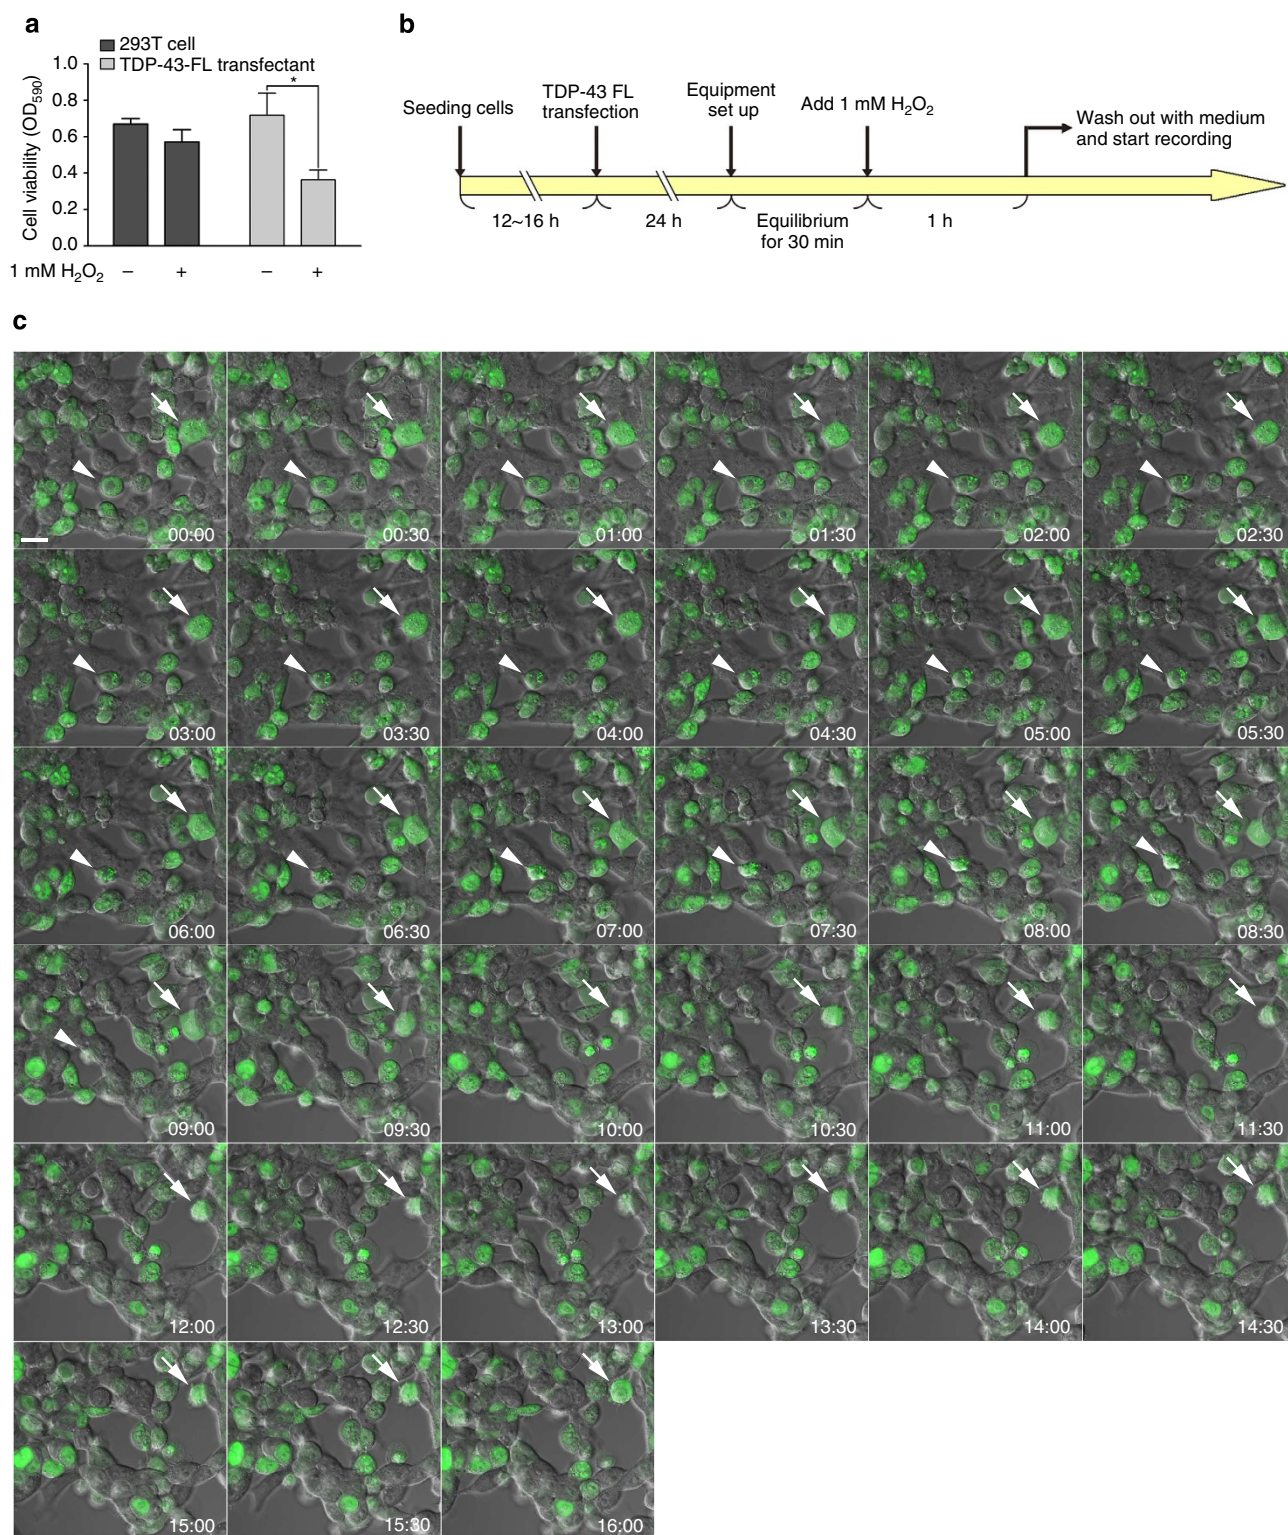 a
293T cell
TDP-43-FL transfectant
*
Cell viability (OD590)
1.0
0.8
0.6
0.4
0.2
0.0
1 mM H2O2 – + – +
b
Seeding cells
TDP-43 FL
transfection
Equipment
set up
Add 1 mM H2O2
Wash out with medium
and start recording
12~16 h
24 h
Equilibrium
for 30 min
1 h
c
00:00 00:30 01:00 01:30 02:00 02:30
03:00 03:30 04:00 04:30 05:00 05:30
06:00 06:30 07:00 07:30 08:00 08:30
09:00 09:30 10:00 10:30 11:00 11:30
12:00 12:30 13:00 13:30 14:00 14:30
15:00 15:30 16:00